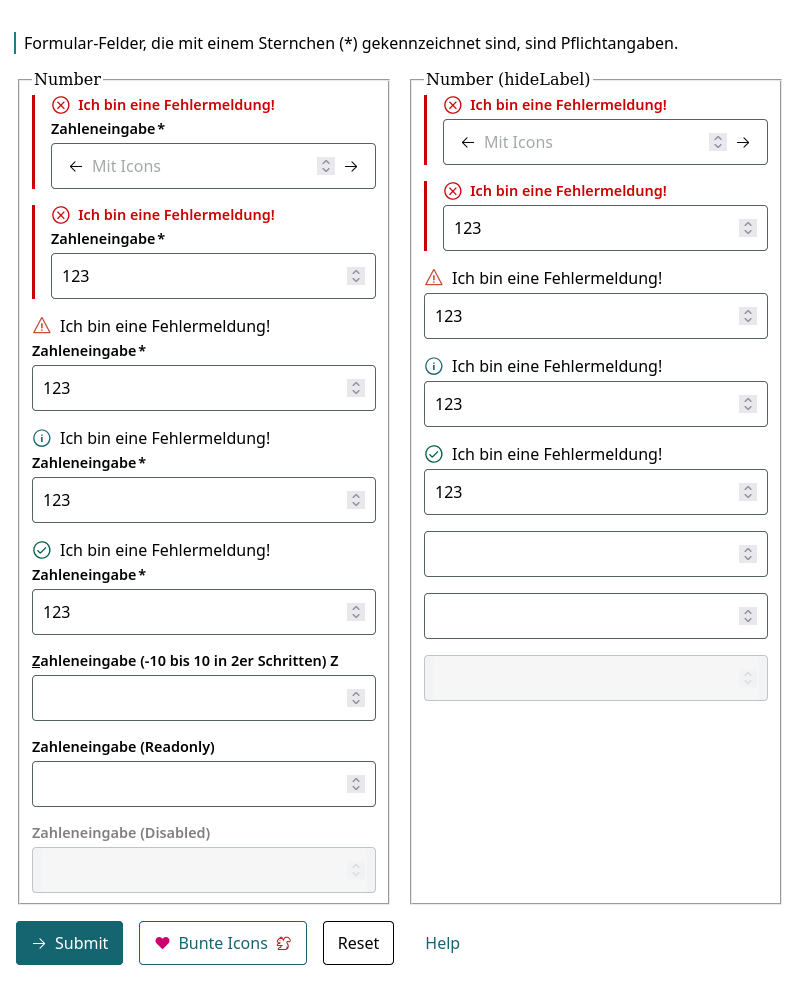 Formular-Felder, die mit einem Sternchen (*) gekennzeichnet sind, sind Pflichtangaben.
Number
Ich bin eine Fehlermeldung!
Zahleneingabe*
Mit Icons
Ich bin eine Fehlermeldung!
Zahleneingabe*
123
Ich bin eine Fehlermeldung!
Zahleneingabe*
123
Ich bin eine Fehlermeldung!
Zahleneingabe*
123
Ich bin eine Fehlermeldung!
Zahleneingabe*
123
Zahleneingabe (-10 bis 10 in 2er Schritten) Z
Zahleneingabe (Readonly)
Zahleneingabe (Disabled)
Number (hideLabel)
Ich bin eine Fehlermeldung!
Mit Icons
Ich bin eine Fehlermeldung!
123
Ich bin eine Fehlermeldung!
123
Ich bin eine Fehlermeldung!
123
Ich bin eine Fehlermeldung!
123
Submit
Bunte Icons
Reset
Help